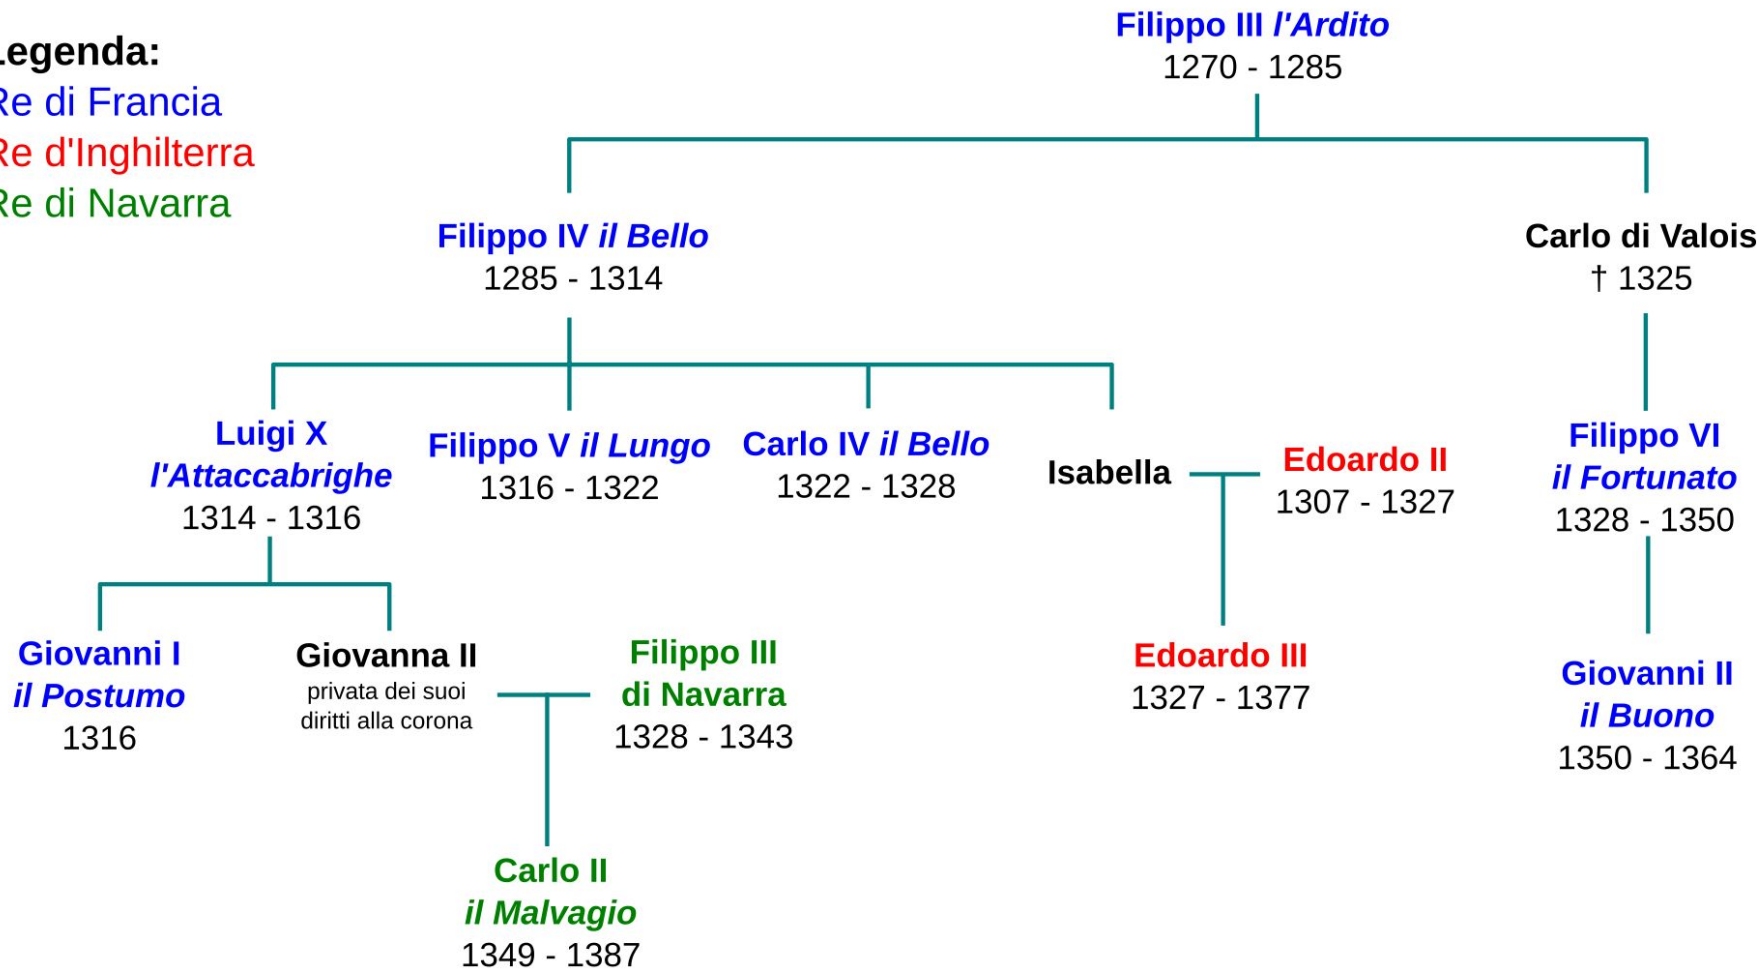 Legenda:
Re di Francia
Re d'Inghilterra
Re di Navarra
Filippo III l'Ardito
1270 - 1285
Filippo IV il Bello
1285 - 1314
Carlo di Valois
† 1325
Luigi X
l'Attaccabrighe
1314 - 1316
Filippo V il Lungo
1316 - 1322
Carlo IV il Bello
1322 - 1328
Isabella
Edoardo II
1307 - 1327
Filippo VI
il Fortunato
1328 - 1350
Giovanni I
il Postumo
1316
Giovanna II
privata dei suoi
diritti alla corona
Filippo III
di Navarra
1328 - 1343
Edoardo III
1327 - 1377
Giovanni II
il Buono
1350 - 1364
Carlo II
il Malvagio
1349 - 1387